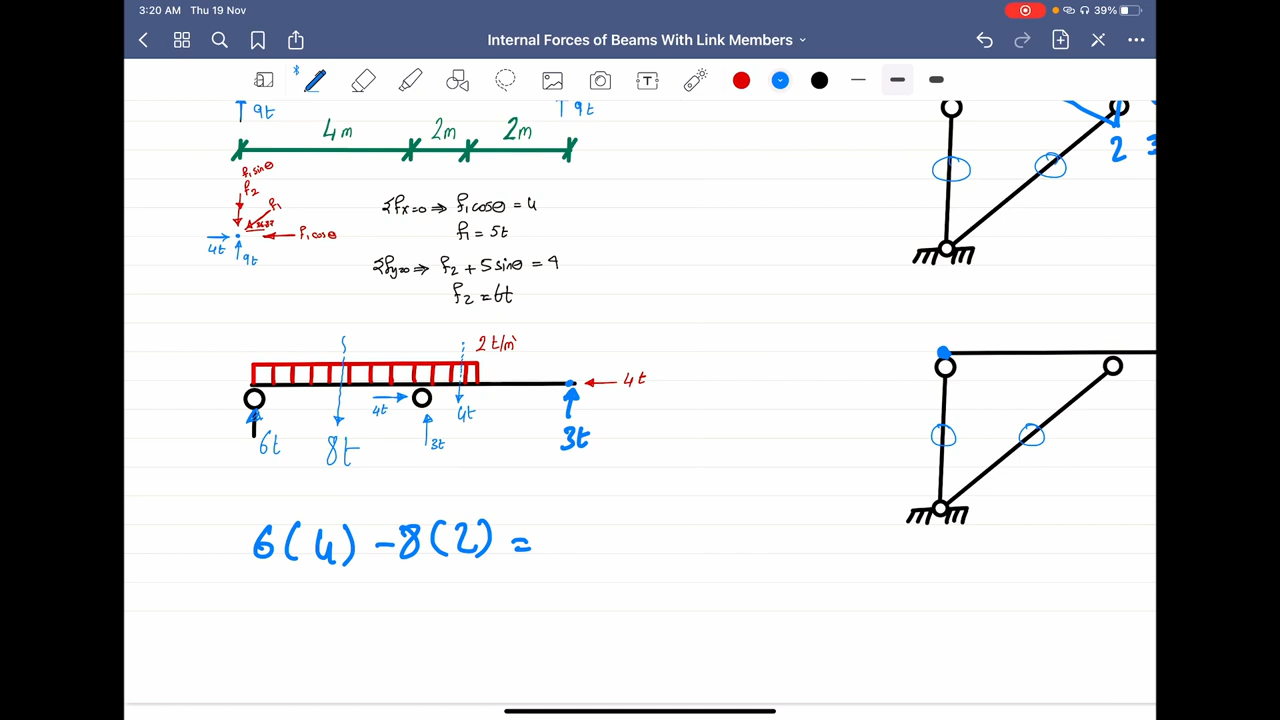 3:20 AM Thu 19 Nov
39%
Internal Forces of Beams With Link Members
T
9t
9t
4m
2m
2m
f1 sinθ
f2
f1
f1 cosθ
4t
9t
Σfx=0 ⇒ f1 cosθ = 4
f1 = 5t
f2 + 5 sinθ = 9
f2 = 6t
2 t/m'
4t
6t
8t
4t
3t
4t
3t
6(4) - 8(2) =
2
3